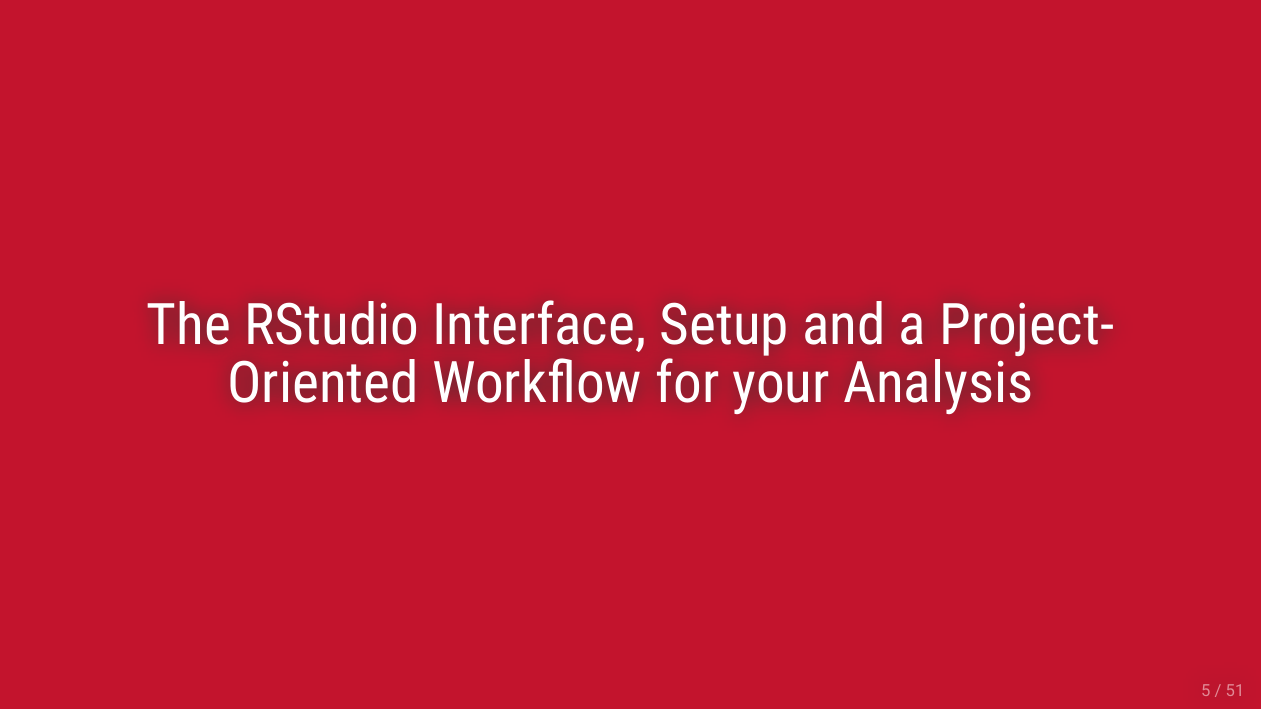 The RStudio Interface, Setup and a Project-
Oriented Workflow for your Analysis
5 / 51